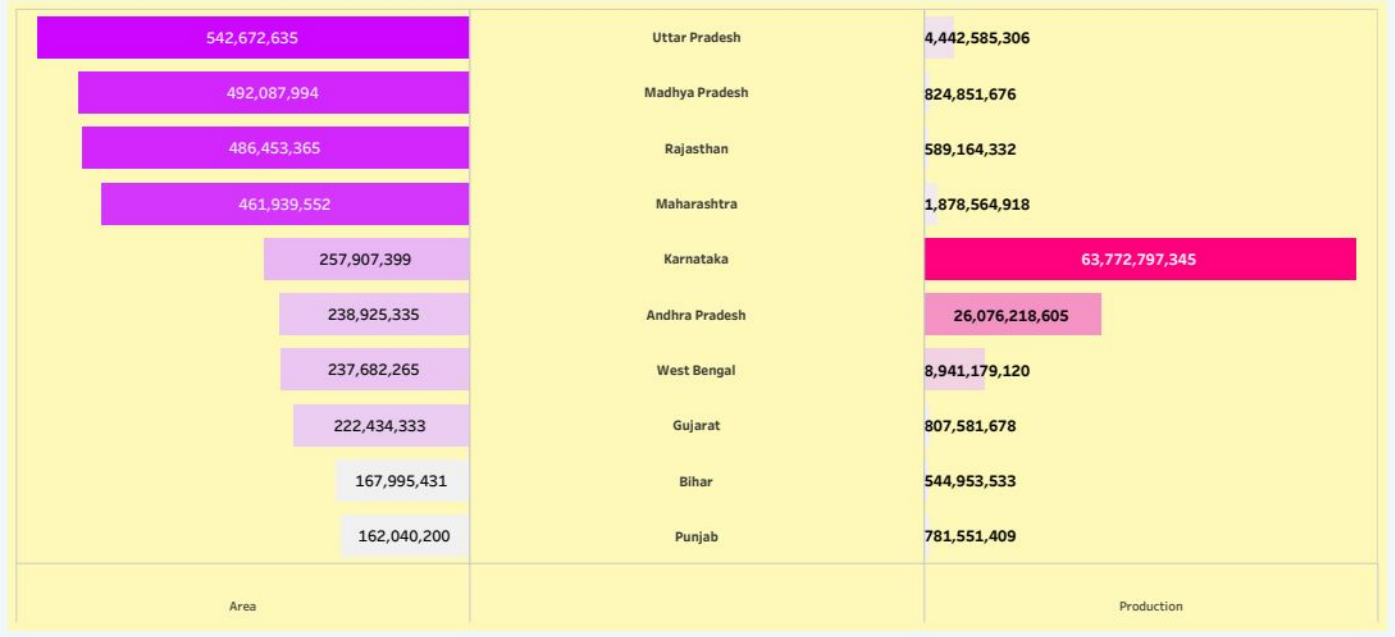 542,672,635 Uttar Pradesh 4,442,585,306
492,087,994 Madhya Pradesh 824,851,676
486,453,365 Rajasthan 589,164,332
461,939,552 Maharashtra 1,878,564,918
257,907,399 Karnataka 63,772,797,345
238,925,335 Andhra Pradesh 26,076,218,605
237,682,265 West Bengal 8,941,179,120
222,434,333 Gujarat 807,581,678
167,995,431 Bihar 544,953,533
162,040,200 Punjab 781,551,409
Area Production